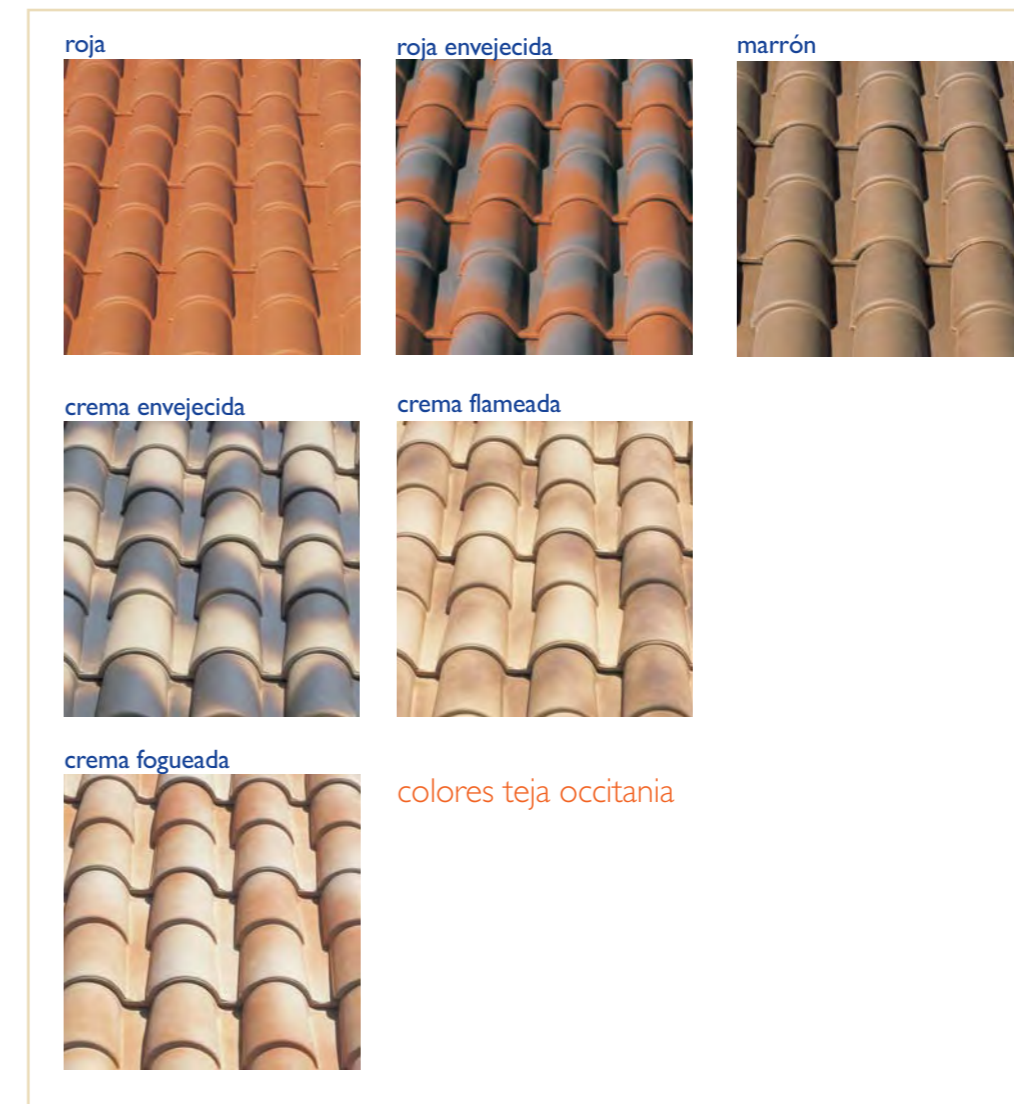 roja
roja envejecida
marrón
crema envejecida
crema flameada
crema fogueada
colores teja occitania